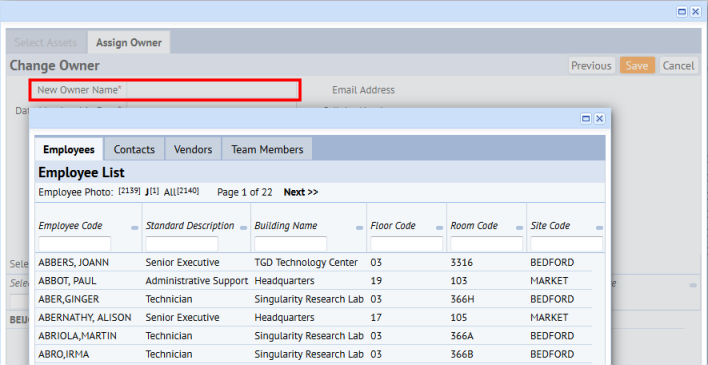 Select Assets Assign Owner
Change Owner Previous Save Cancel
New Owner Name* Email Address
Employees Contacts Vendors Team Members
Employee List
Employee Photo: [2139] J[1] All[2140] Page 1 of 22 Next >>
Employee Code Standard Description Building Name Floor Code Room Code Site Code
ABBERS, JOANN Senior Executive TGD Technology Center 03 3316 BEDFORD
ABBOT, PAUL Administrative Support Headquarters 19 103 MARKET
ABER,GINGER Technician Singularity Research Lab 03 366H BEDFORD
ABERNATHY, ALISON Senior Executive Headquarters 17 105 MARKET
ABRIOLA,MARTIN Technician Singularity Research Lab 03 366A BEDFORD
ABRO,IRMA Technician Singularity Research Lab 03 366B BEDFORD